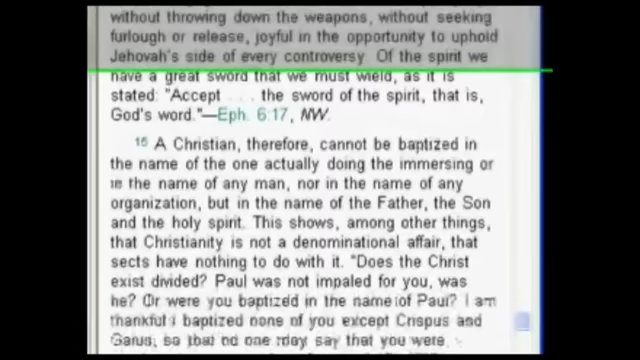 without throwing down the weapons, without seeking
furlough or release, joyful in the opportunity to uphold
Jehovah's side of every controversy. Of the spirit we
have a great sword that we must wield, as it is
stated: "Accept . . . the sword of the spirit, that is,
God's word."—Eph. 6:17, NW.
15 A Christian, therefore, cannot be baptized in
the name of the one actually doing the immersing or
in the name of any man, nor in the name of any
organization, but in the name of the Father, the Son
and the holy spirit. This shows, among other things,
that Christianity is not a denominational affair, that
sects have nothing to do with it. "Does the Christ
exist divided? Paul was not impaled for you, was
he? Or were you baptized in the name of Paul? I am
thankful I baptized none of you except Crispus and
Gaius, so that no one may say that you were